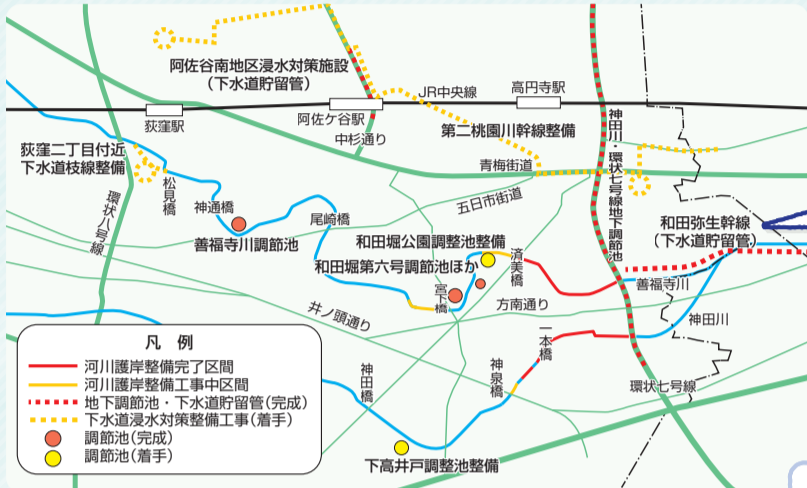 阿佐谷南地区浸水対策施設
（下水道貯留管）
JR中央線
高円寺駅
荻窪駅
阿佐ケ谷駅
中杉通り
第二桃園川幹線整備
荻窪二丁目付近
下水道枝線整備
青梅街道
神田川・環状七号線地下調節池
環状八号線
松見橋
神通橋
尾崎橋
五日市街道
善福寺川調節池
和田堀公園調整池整備
和田堀第六号調節池ほか
済美橋
和田弥生幹線
（下水道貯留管）
宮下橋
善福寺川
方南通り
井ノ頭通り
神田川
一本橋
神田橋
神泉橋
環状七号線
下高井戸調整池整備
凡 例
河川護岸整備完了区間
河川護岸整備工事中区間
地下調節池・下水道貯留管(完成)
下水道浸水対策整備工事(着手)
調節池(完成)
調節池(着手)